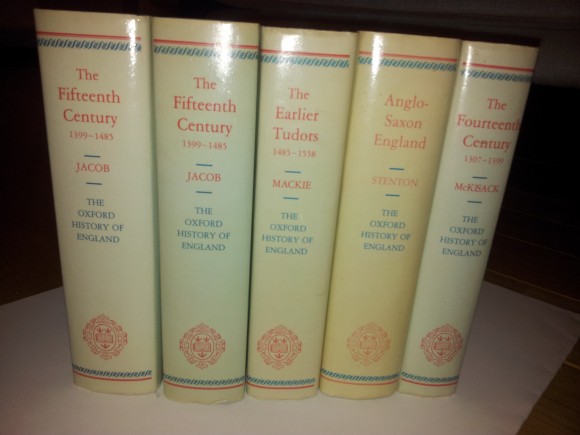 The
Fifteenth
Century
1399–1485
JACOB
THE
OXFORD
HISTORY OF
ENGLAND
The
Fifteenth
Century
1399–1485
JACOB
THE
OXFORD
HISTORY OF
ENGLAND
The
Earlier
Tudors
1485–1558
MACKIE
THE
OXFORD
HISTORY OF
ENGLAND
Anglo-
Saxon
England
STENTON
THE
OXFORD
HISTORY OF
ENGLAND
The
Fourteenth
Century
1307–1399
McKISACK
THE
OXFORD
HISTORY OF
ENGLAND